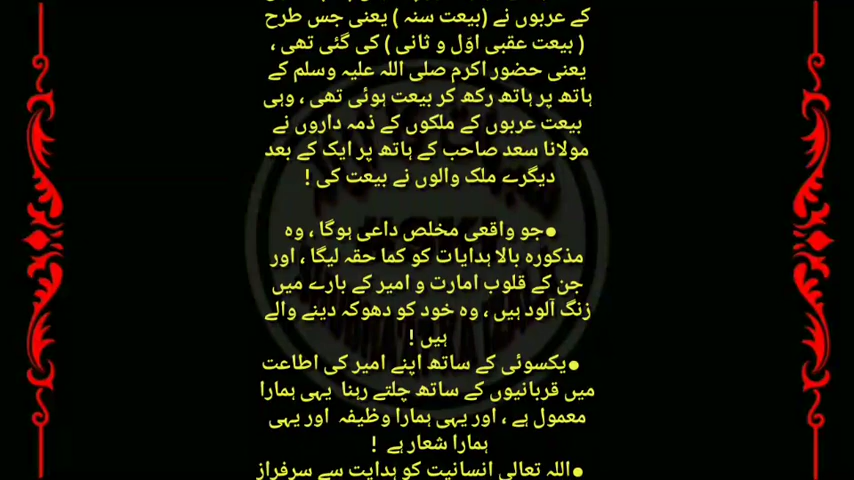 کے عربوں نے (بیعت سنہ ) یعنی جس طرح
( بیعت عقبی اوّل و ثانی ) کی گئی تھی ،
یعنی حضور اکرم صلی اللہ علیہ وسلم کے
ہاتھ پر ہاتھ رکھ کر بیعت ہوئی تھی ، وہی
بیعت عربوں کے ملکوں کے ذمہ داروں نے
مولانا سعد صاحب کے ہاتھ پر ایک کے بعد
دیگرے ملک والوں نے بیعت کی !
●جو واقعی مخلص داعی ہوگا ، وہ
مذکورہ بالا ہدایات کو کما حقہ لیگا ، اور
جن کے قلوب امارت و امیر کے بارے میں
زنگ آلود ہیں ، وہ خود کو دھوکہ دینے والے
ہیں !
●یکسوئی کے ساتھ اپنے امیر کی اطاعت
میں قربانیوں کے ساتھ چلتے رہنا یہی ہمارا
معمول ہے ، اور یہی ہمارا وظیفہ اور یہی
ہمارا شعار ہے !
●اللہ تعالی انسانیت کو ہدایت سے سرفراز